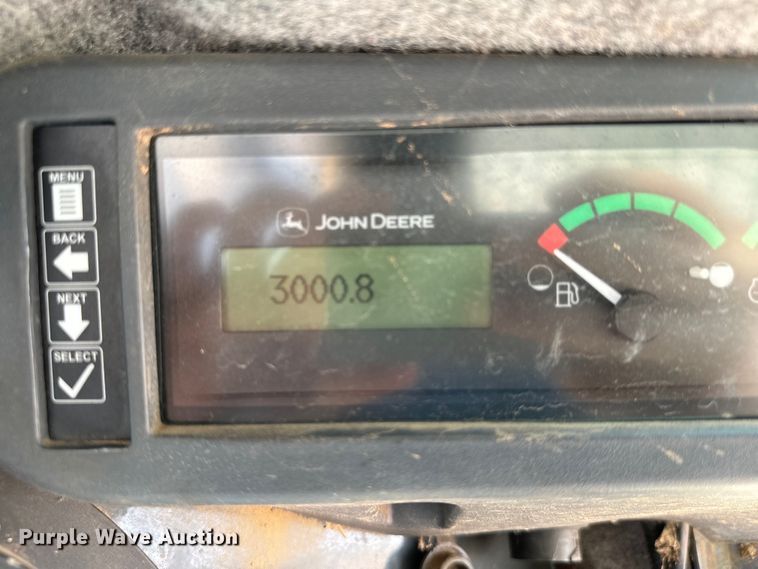 MENU
BACK
NEXT
SELECT
JOHN DEERE
3000.8
Purple Wave Auction